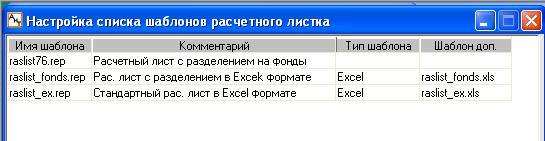 Настройка списка шаблонов расчетного листка
Имя шаблона Комментарий Тип шаблона Шаблон доп.
raslist76.rep Расчетный лист с разделением на фонды
raslist_fonds.rep Рас. лист с разделением в Excek формате Excel raslist_fonds.xls
raslist_ex.rep Стандартный рас. лист в Excel формате Excel raslist_ex.xls